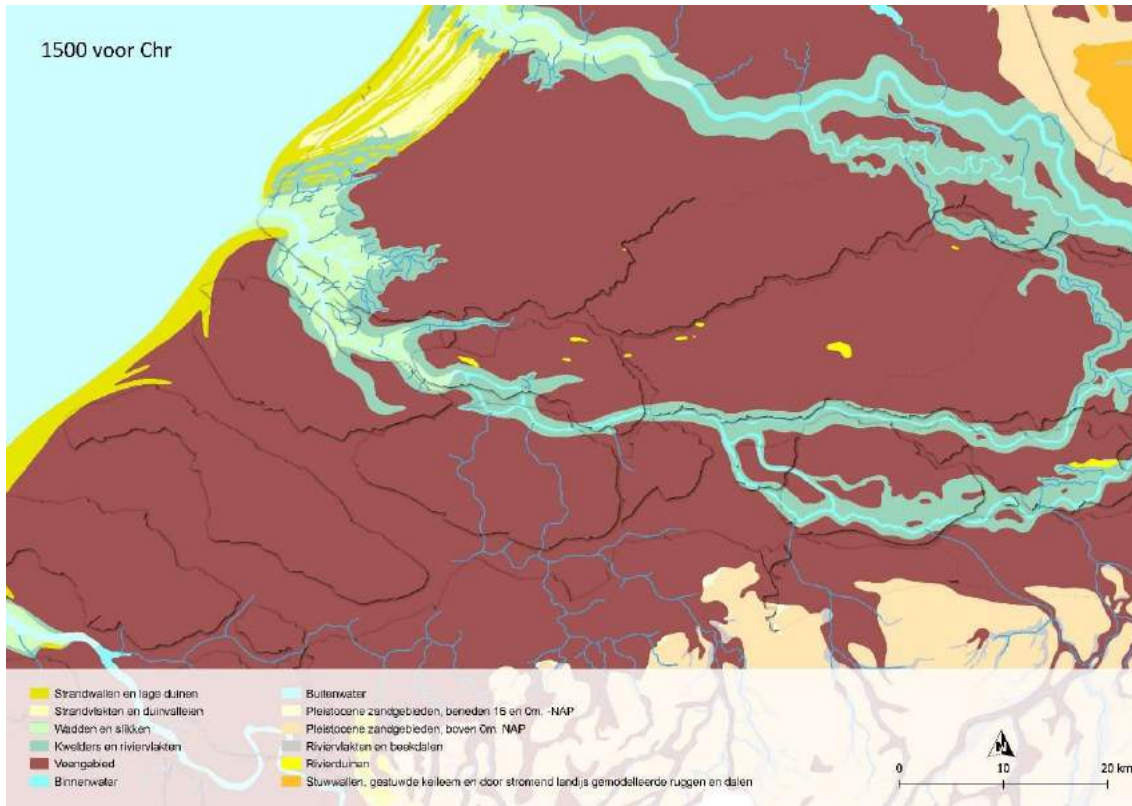 1500 voor Chr
Strandwallen en lage duinen
Strandvlakten en duinvalleien
Wadden en slikken
Kwelders en riviervlakten
Veengebied
Binnenwater
Buitenwater
Pleistocene zandgebieden, beneden 16 en 0m. -NAP
Pleistocene zandgebieden, boven 0m. NAP
Riviervlakten en beekdalen
Rivierduinen
Stuwwallen, gestuwde keileem en door stromend landijs gemodelleerde ruggen en dalen
N
0 10 20 km